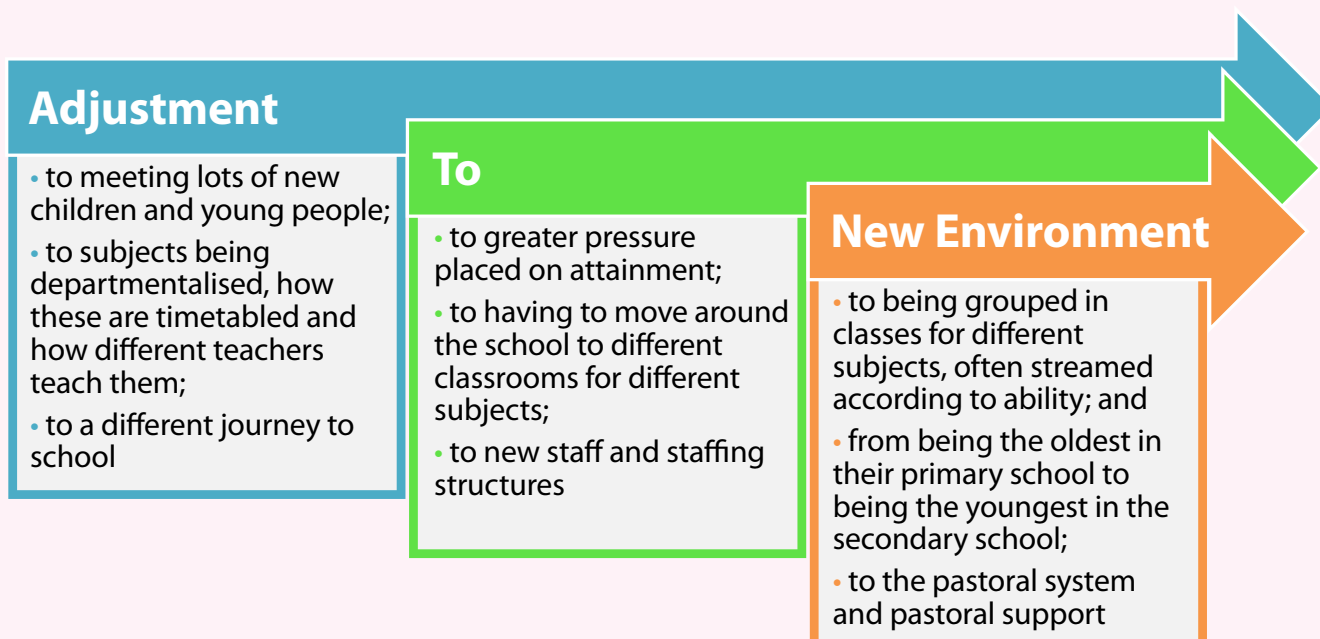 Adjustment
• to meeting lots of new
children and young people;
• to subjects being
departmentalised, how
these are timetabled and
how different teachers
teach them;
• to a different journey to
school
To
• to greater pressure
placed on attainment;
• to having to move around
the school to different
classrooms for different
subjects;
• to new staff and staffing
structures
New Environment
• to being grouped in
classes for different
subjects, often streamed
according to ability; and
• from being the oldest in
their primary school to
being the youngest in the
secondary school;
• to the pastoral system
and pastoral support